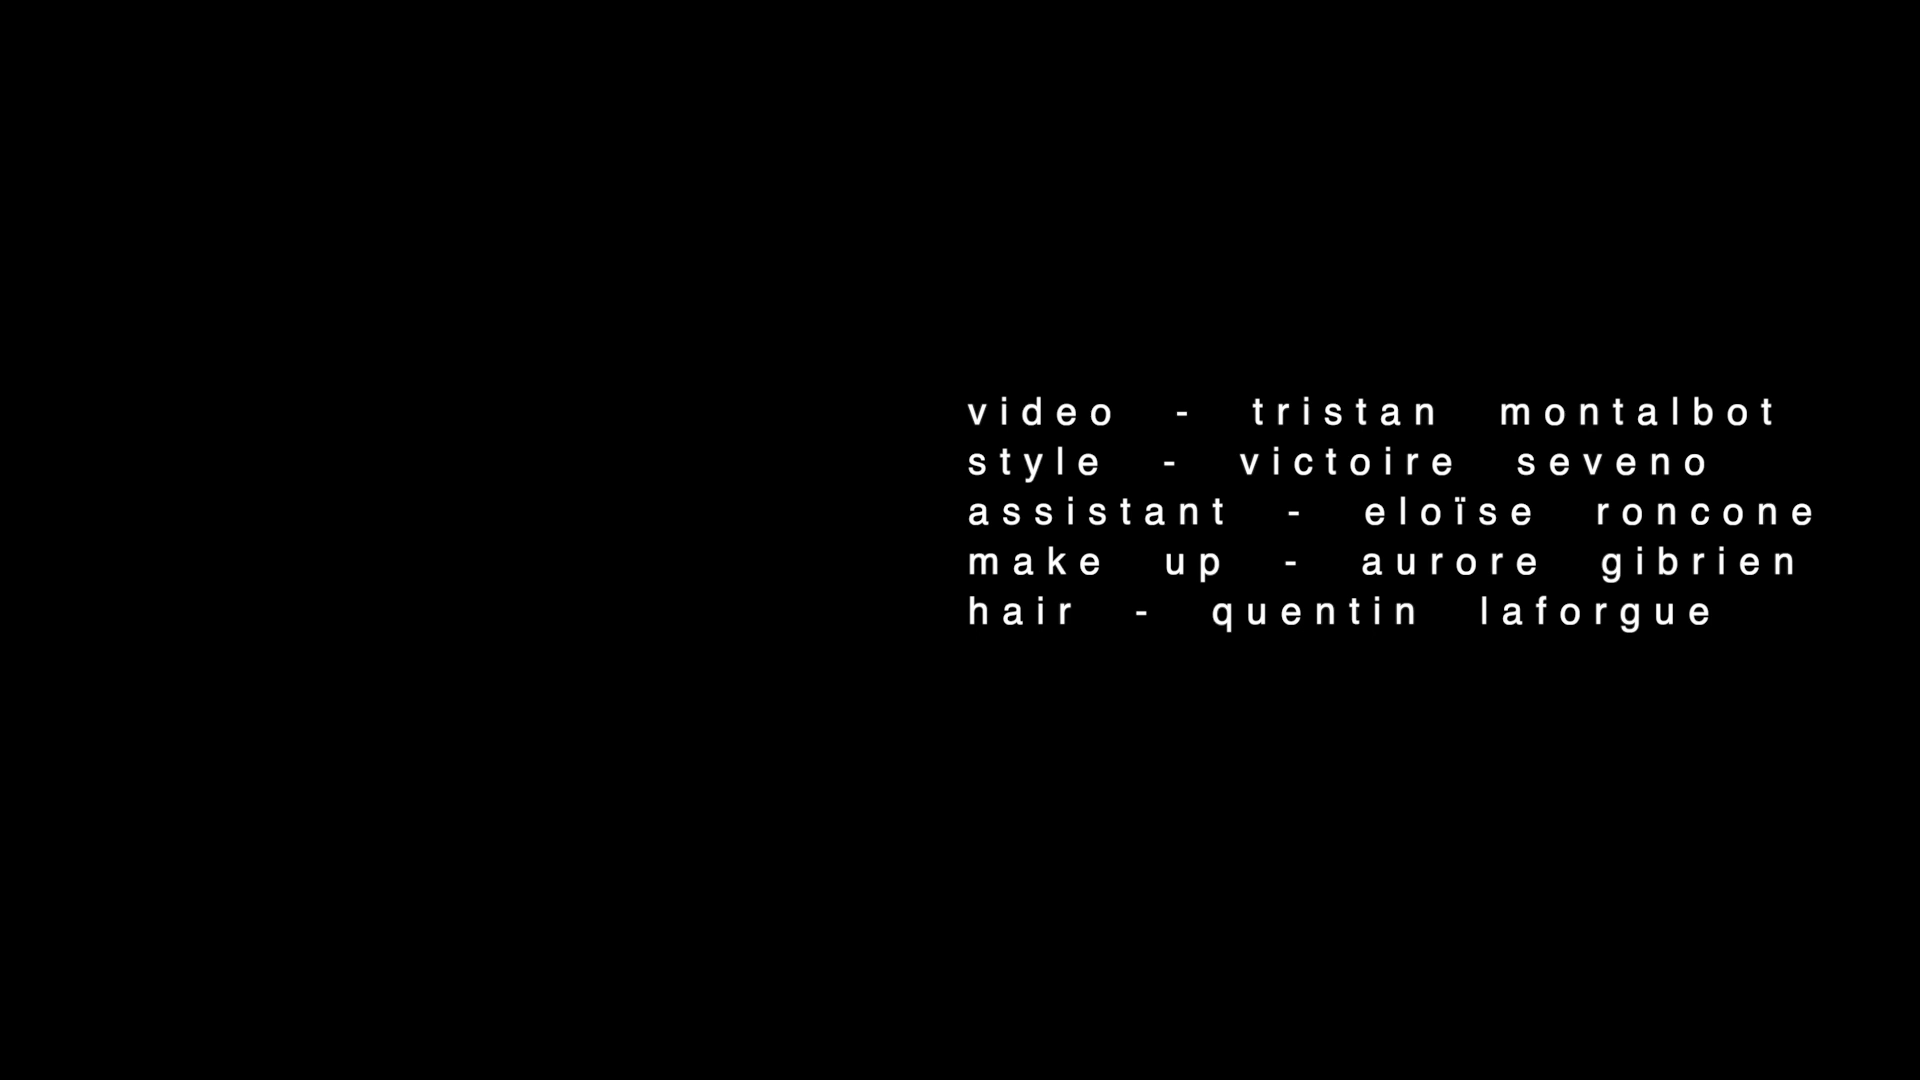 video - tristan montalbot
style - victoire seveno
assistant - eloïse roncone
make up - aurore gibrien
hair - quentin laforgue